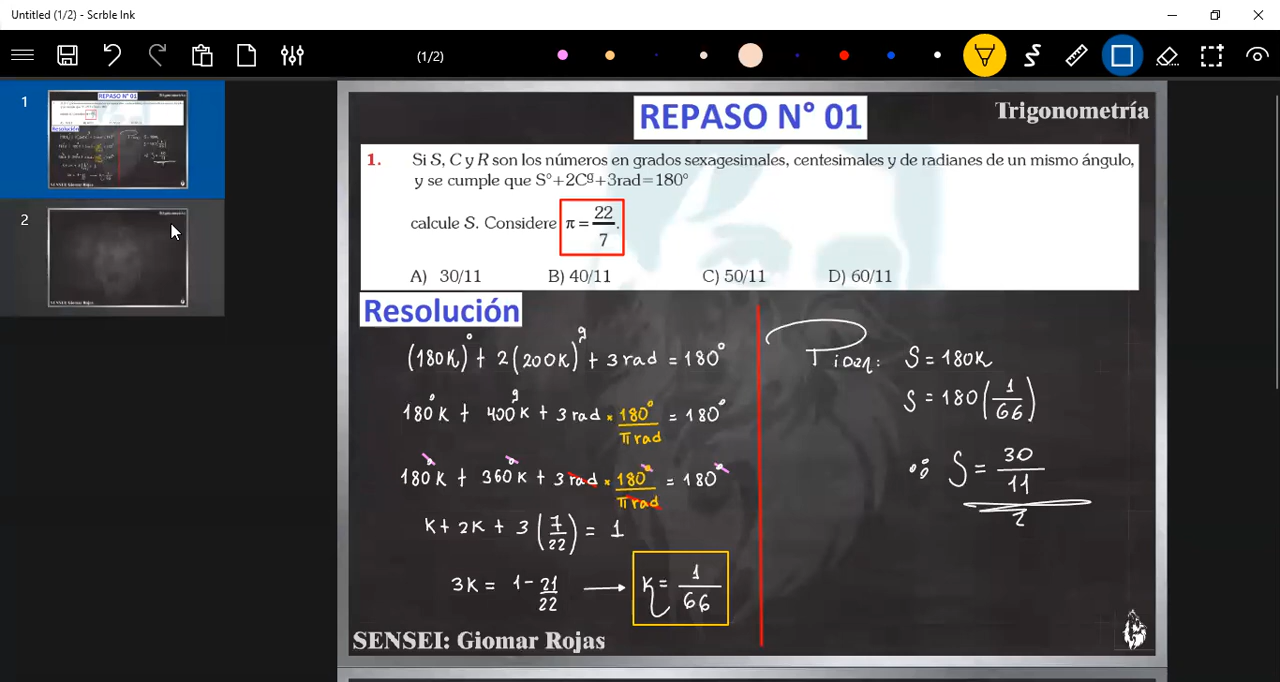 Untitled (1/2) - Scrble Ink
(1/2)
1
2
REPASO N° 01
Trigonometría
1. Si S, C y R son los números en grados sexagesimales, centesimales y de radianes de un mismo ángulo,
y se cumple que S°+2Cᵍ+3rad=180°
calcule S. Considere π = 22/7.
A) 30/11 B) 40/11 C) 50/11 D) 60/11
Resolución
(180K)° + 2(200K)ᵍ + 3 rad = 180°
180°K + 400ᵍK + 3 rad × 180°/π rad = 180°
180°K + 360°K + 3 rad × 180°/π rad = 180°
K + 2K + 3(7/22) = 1
3K = 1 - 21/22 → K = 1/66
Piden: S = 180K
S = 180(1/66)
∴ S = 30/11
SENSEI: Giomar Rojas